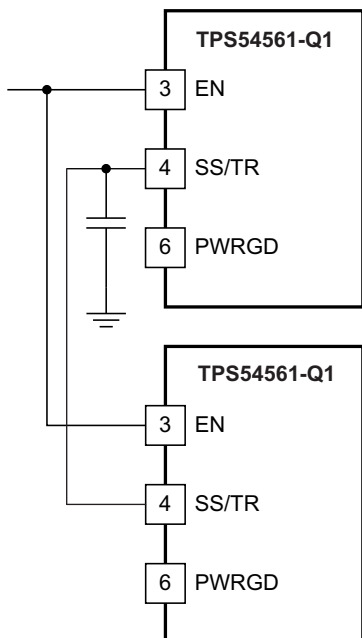 TPS54561-Q1
3 EN
4 SS/TR
6 PWRGD
TPS54561-Q1
3 EN
4 SS/TR
6 PWRGD